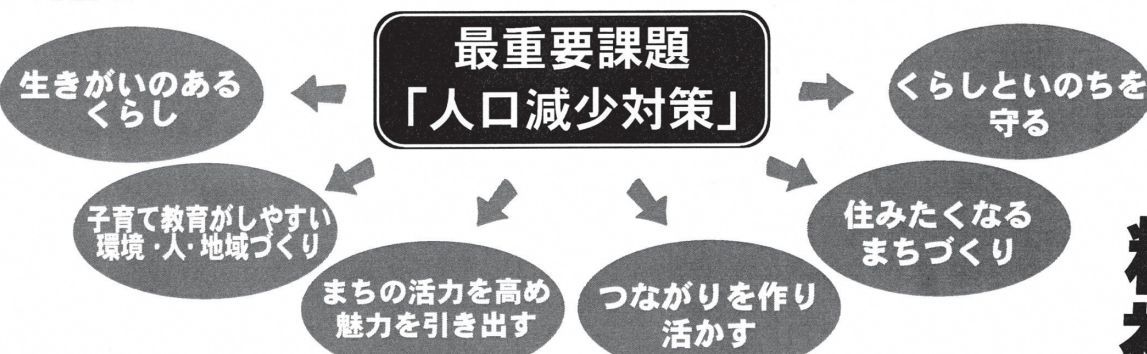 最重要課題
「人口減少対策」
生きがいのある
くらし
子育て教育がしやすい
環境・人・地域づくり
まちの活力を高め
魅力を引き出す
つながりを作り
活かす
住みたくなる
まちづくり
くらしといのちを
守る